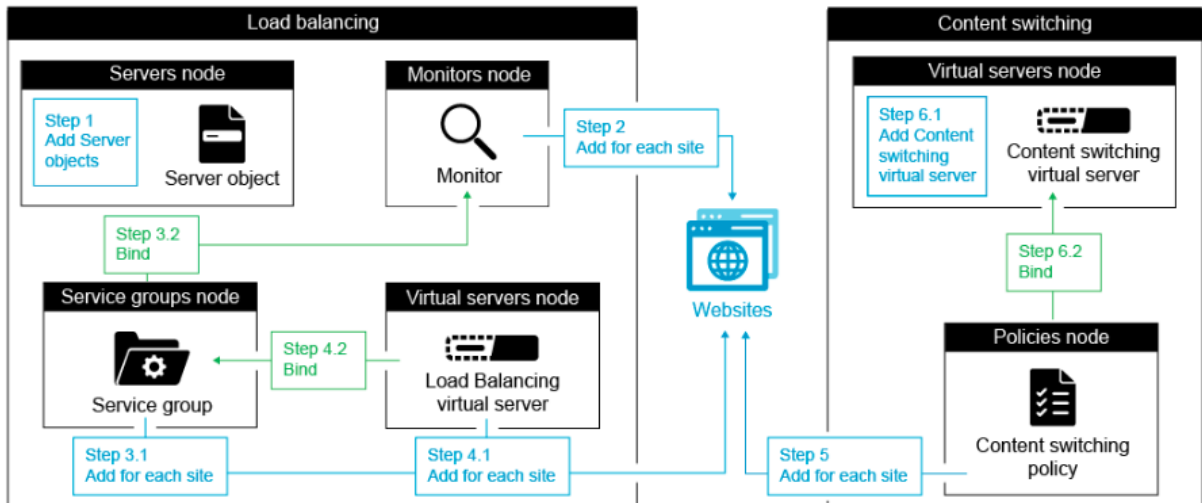 Load balancing
Servers node
Step 1
Add Server
objects
Server object
Monitors node
Monitor
Step 2
Add for each site
Step 3.2
Bind
Service groups node
Service group
Step 4.2
Bind
Virtual servers node
Load Balancing
virtual server
Step 3.1
Add for each site
Step 4.1
Add for each site
Websites
Content switching
Virtual servers node
Step 6.1
Add Content
switching
virtual server
Content switching
virtual server
Step 6.2
Bind
Policies node
Content switching
policy
Step 5
Add for each site